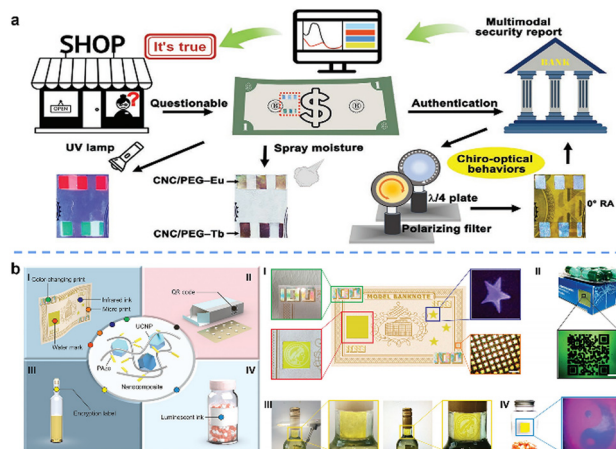 a
SHOP
It's true
Multimodal
security report
BANK
OPEN
?
Questionable
$
Authentication
UV lamp
Spray moisture
CNC/PEG–Eu
CNC/PEG–Tb
Chiro-optical
behaviors
λ/4 plate
Polarizing filter
0° RA
b
I
Color changing print
Infrared ink
Micro print
Water mark
II
QR code
UCNP
PAzo
Nanocomposite
III
Encryption label
IV
Luminescent ink
I
MODEL BANKNOTE
II
III
IV